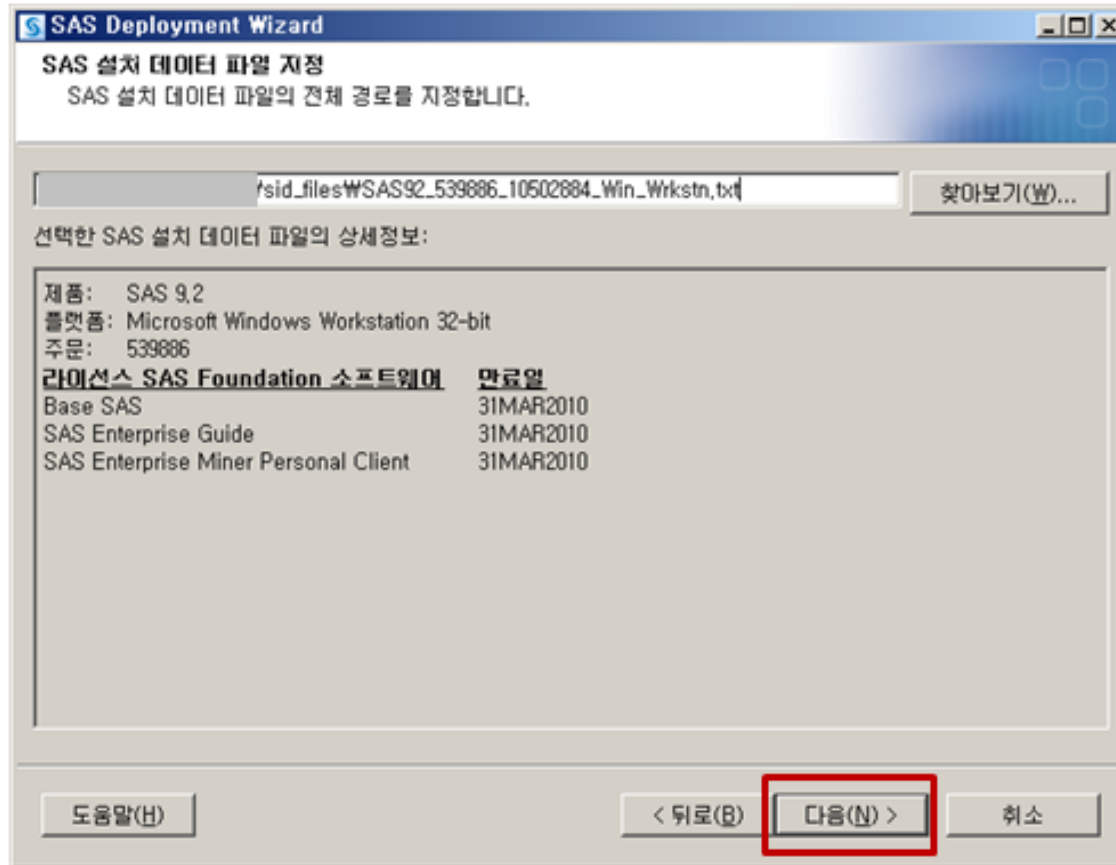 SAS Deployment Wizard
SAS 설치 데이터 파일 지정
SAS 설치 데이터 파일의 전체 경로를 지정합니다.
sid_files₩SAS92_539886_10502884_Win_Wrkstn.txt
찾아보기(W)...
선택한 SAS 설치 데이터 파일의 상세정보:
제품: SAS 9.2
플랫폼: Microsoft Windows Workstation 32-bit
주문: 539886
라이선스 SAS Foundation 소프트웨어 만료일
Base SAS 31MAR2010
SAS Enterprise Guide 31MAR2010
SAS Enterprise Miner Personal Client 31MAR2010
도움말(H) < 뒤로(B) 다음(N) > 취소